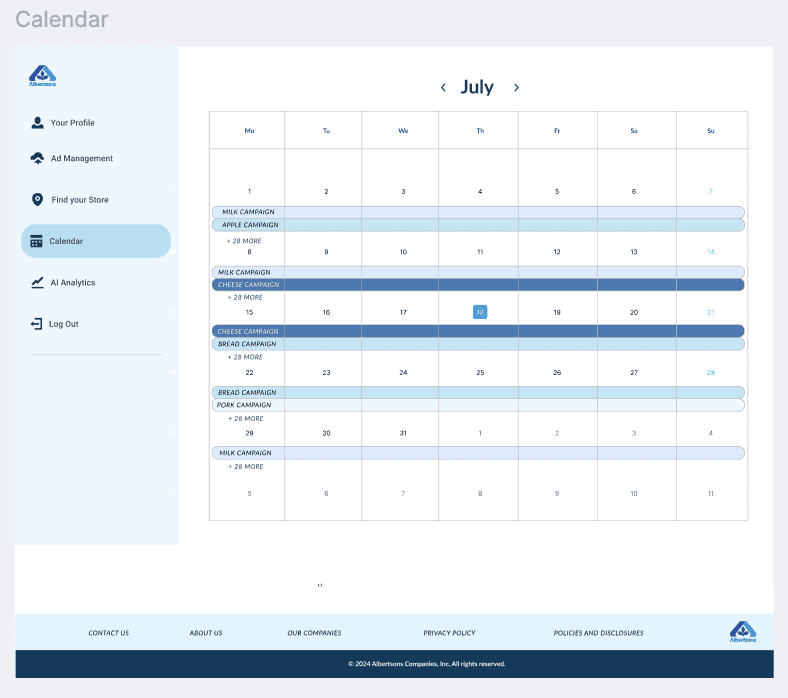 Calendar
Albertsons
Your Profile
Ad Management
Find your Store
Calendar
AI Analytics
Log Out
July
Mo Tu We Th Fr Sa Su
1 2 3 4 5 6 7
MILK CAMPAIGN
APPLE CAMPAIGN
+ 28 MORE
8 9 10 11 12 13 14
MILK CAMPAIGN
CHEESE CAMPAIGN
+ 28 MORE
15 16 17 18 19 20 21
CHEESE CAMPAIGN
BREAD CAMPAIGN
+ 28 MORE
22 23 24 25 26 27 28
BREAD CAMPAIGN
PORK CAMPAIGN
+ 28 MORE
29 30 31 1 2 3 4
MILK CAMPAIGN
+ 28 MORE
5 6 7 8 9 10 11
CONTACT US ABOUT US OUR COMPANIES PRIVACY POLICY POLICIES AND DISCLOSURES
Albertsons
© 2024 Albertsons Companies, Inc. All rights reserved.